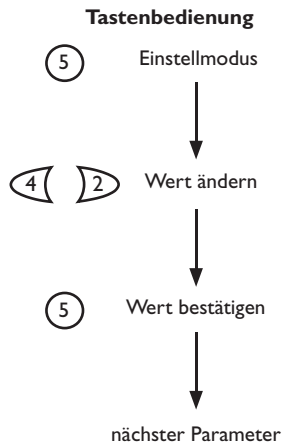 Tastenbedienung
5 Einstellmodus
4 2 Wert ändern
5 Wert bestätigen
nächster Parameter